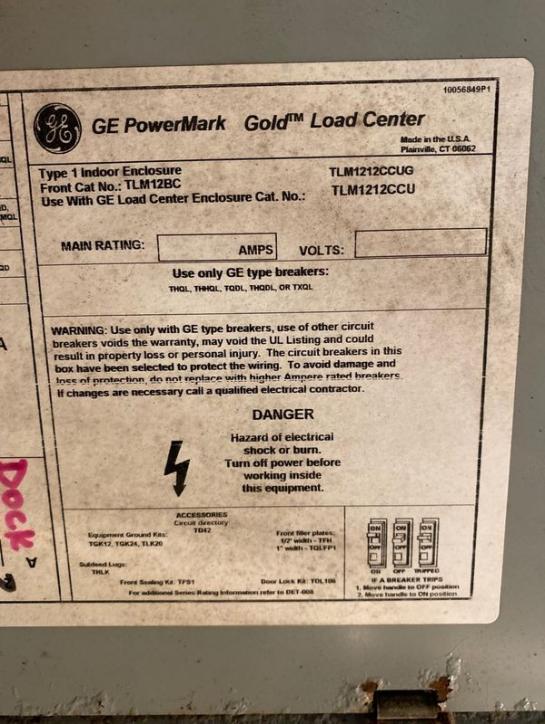 10056849P1
GE
GE PowerMark Gold™ Load Center
Made in the U.S.A.
Plainville, CT 06062
Type 1 Indoor Enclosure
TLM1212CCUG
Front Cat No.: TLM12BC
TLM1212CCU
Use With GE Load Center Enclosure Cat. No.:
MAIN RATING: AMPS VOLTS:
Use only GE type breakers:
THQL, THHQL, TQDL, THQDL, OR TXQL
WARNING: Use only with GE type breakers, use of other circuit
breakers voids the warranty, may void the UL Listing and could
result in property loss or personal injury. The circuit breakers in this
box have been selected to protect the wiring. To avoid damage and
loss of protection, do not replace with higher Ampere rated breakers.
If changes are necessary call a qualified electrical contractor.
DANGER
Hazard of electrical
shock or burn.
Turn off power before
working inside
this equipment.
DOCK
A
ACCESSORIES
Circuit directory
TD42
Equipment Ground Kits:
TGK12, TGK24, TLK20
Subfeed Lugs:
THLK
Front filler plates:
1/2" width - TFH
1" width - TQLFP1
Front Sealing Kit: TFS1
Door Lock Kit: TDL106
For additional Series Rating Information refer to DET-008
ON ON ON
OFF OFF OFF
ON OFF TRIPPED
IF A BREAKER TRIPS
1. Move handle to OFF position
2. Move handle to ON position